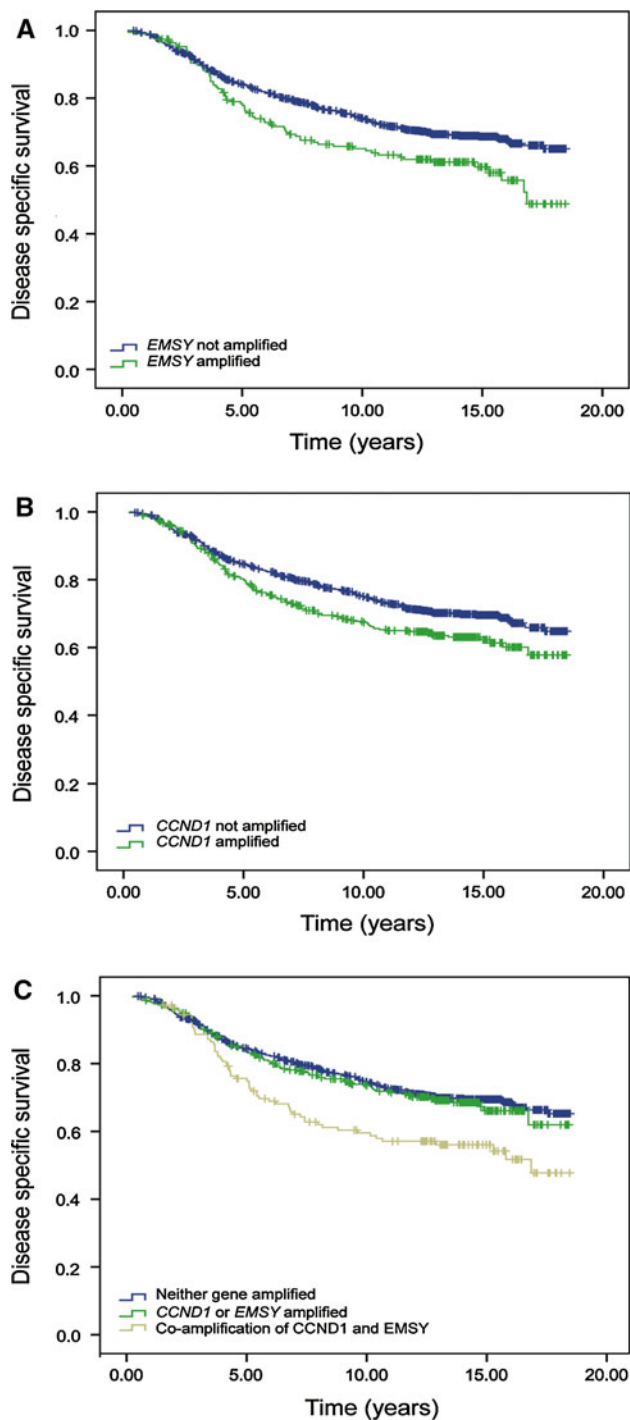 A
Disease specific survival
1.0
0.8
0.6
0.4
0.2
0.0
EMSY not amplified
EMSY amplified
0.00 5.00 10.00 15.00 20.00
Time (years)
B
Disease specific survival
1.0
0.8
0.6
0.4
0.2
0.0
CCND1 not amplified
CCND1 amplified
0.00 5.00 10.00 15.00 20.00
Time (years)
C
Disease specific survival
1.0
0.8
0.6
0.4
0.2
0.0
Neither gene amplified
CCND1 or EMSY amplified
Co-amplification of CCND1 and EMSY
0.00 5.00 10.00 15.00 20.00
Time (years)